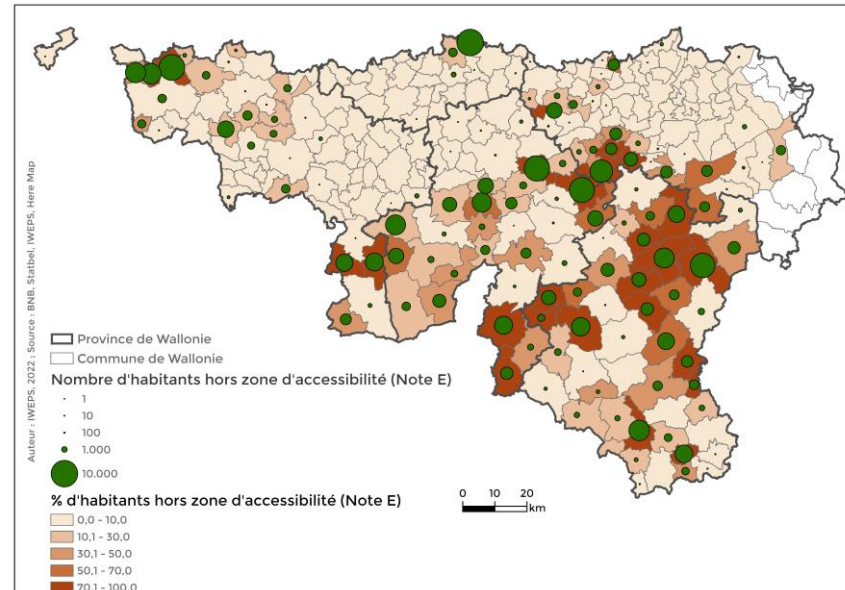 Auteur : IWEPS, 2022 ; Source : BNB, Statbel, IWEPS, Here Map
Province de Wallonie
Commune de Wallonie
Nombre d'habitants hors zone d'accessibilité (Note E)
1
10
100
1.000
10.000
% d'habitants hors zone d'accessibilité (Note E)
0,0 - 10,0
10,1 - 30,0
30,1 - 50,0
50,1 - 70,0
70,1 - 100,0
0 10 20
km